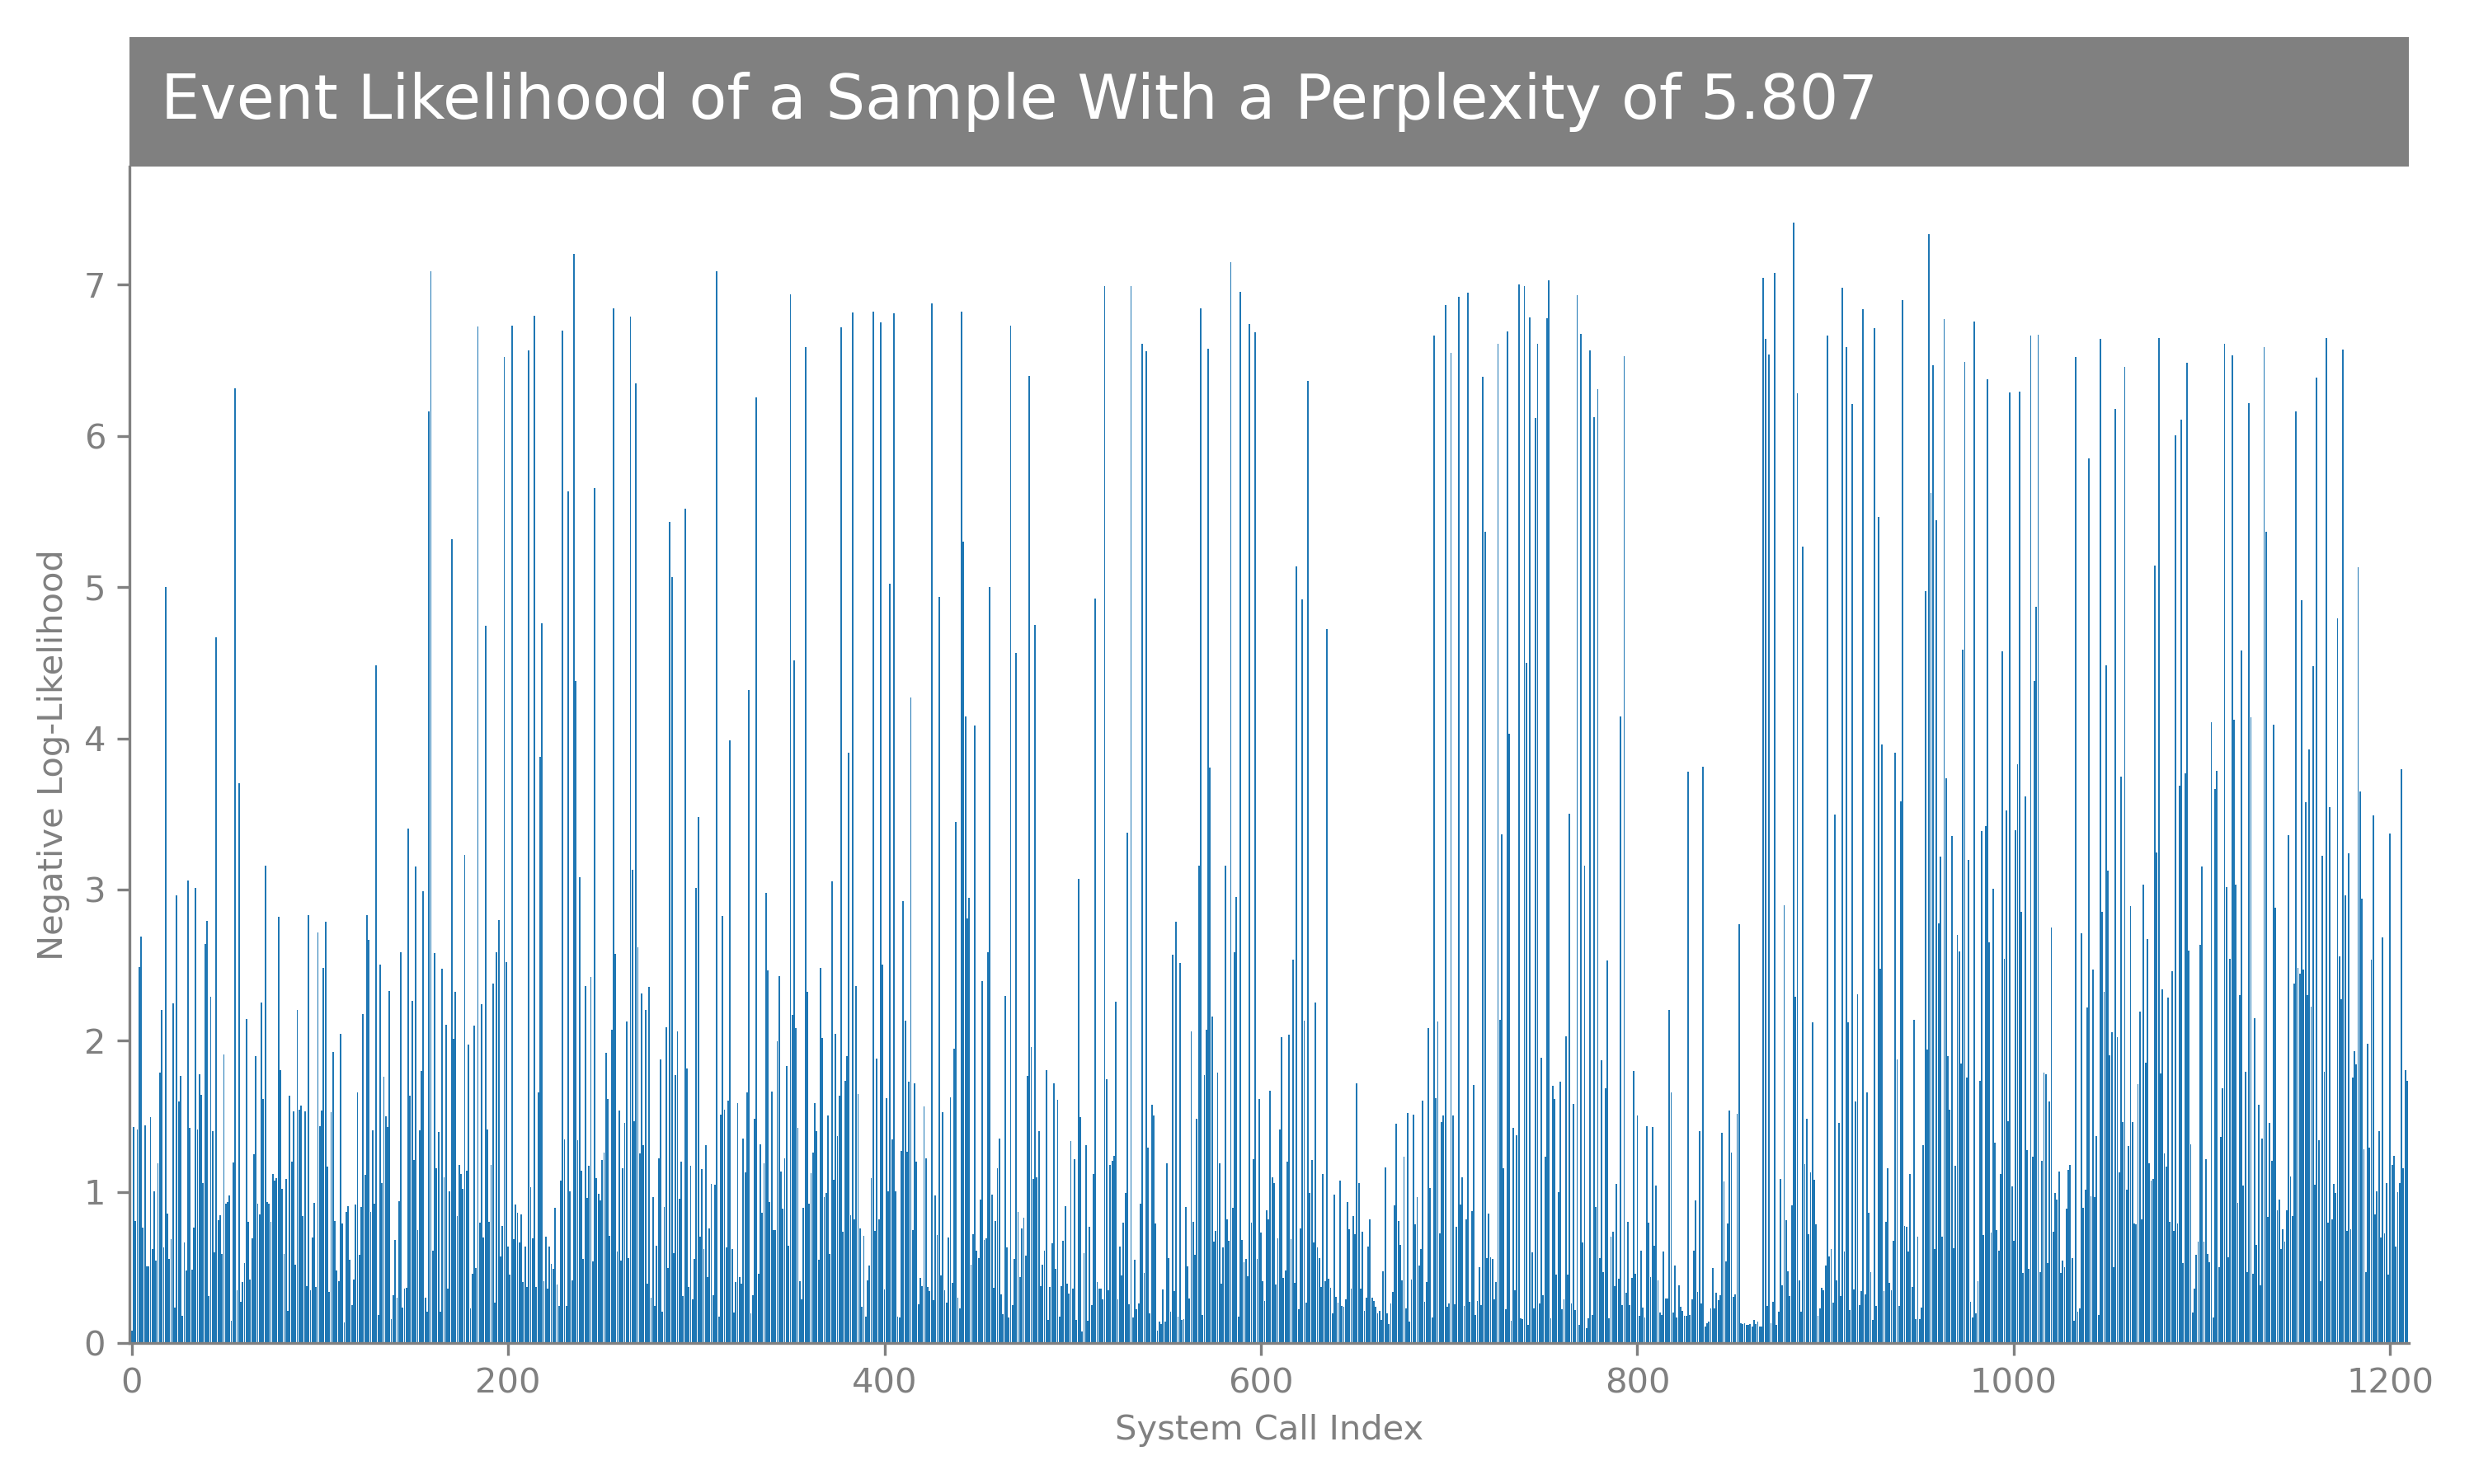 Event Likelihood of a Sample With a Perplexity of 5.807
7
6
5
4
3
2
1
0
Negative Log-Likelihood
0 200 400 600 800 1000 1200
System Call Index